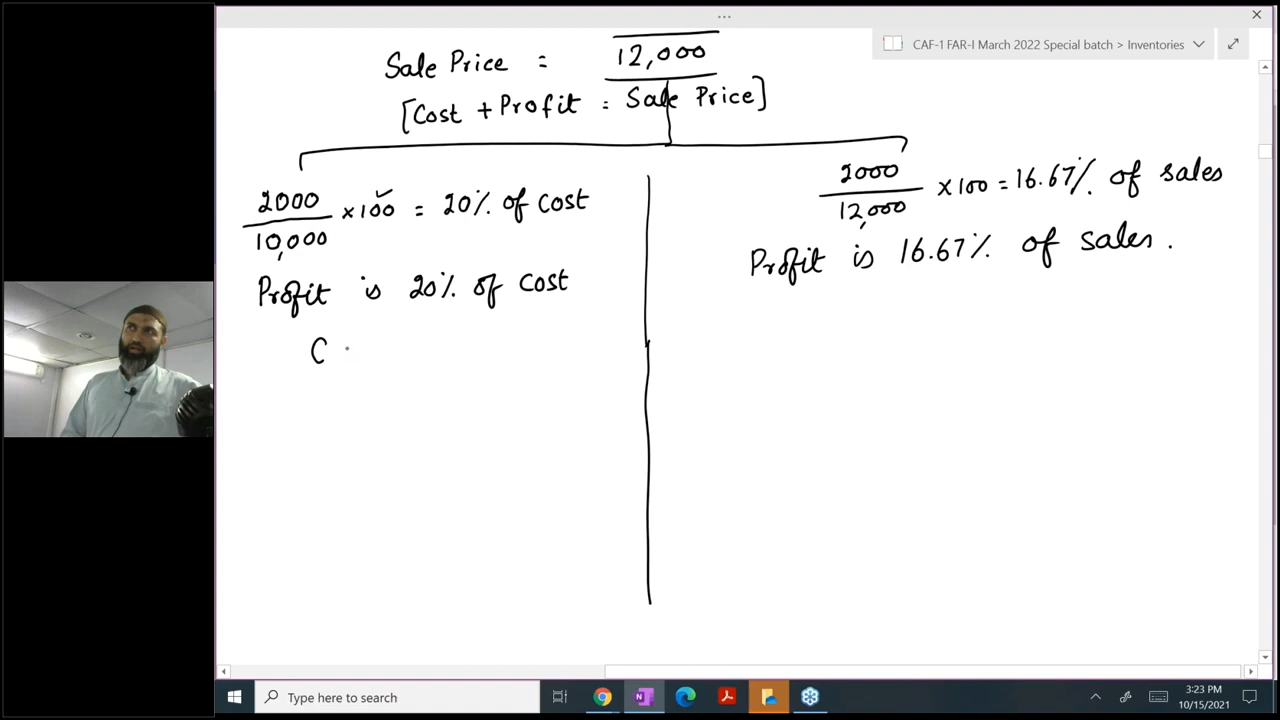 CAF-1 FAR-I March 2022 Special batch > Inventories
Sale Price = 12,000
[Cost + Profit = Sale Price]
2000
10,000
×100 = 20% of cost
Profit is 20% of cost
C
2000
12,000
×100 = 16.67% of sales
Profit is 16.67% of sales.
Type here to search
3:23 PM
10/15/2021